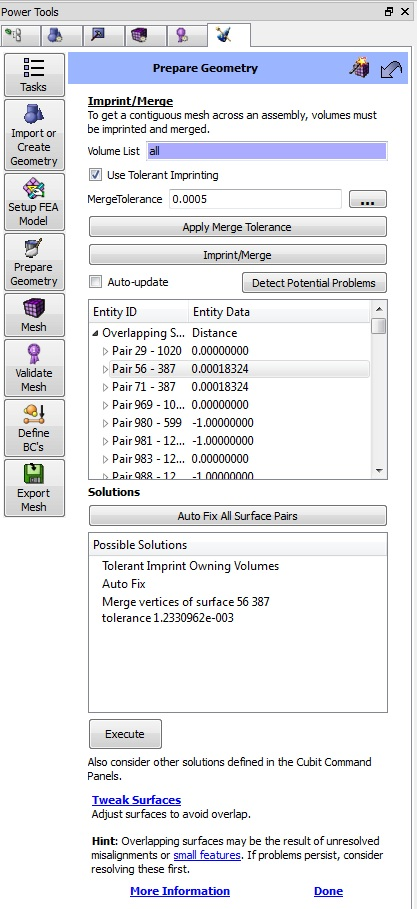 Power Tools
Prepare Geometry
Tasks
Import or
Create
Geometry
Setup FEA
Model
Prepare
Geometry
Mesh
Validate
Mesh
Define
BC's
Export
Mesh
Imprint/Merge
To get a contiguous mesh across an assembly, volumes must
be imprinted and merged.
Volume List all
Use Tolerant Imprinting
MergeTolerance 0.0005 ...
Apply Merge Tolerance
Imprint/Merge
Auto-update Detect Potential Problems
Entity ID Entity Data
Overlapping S... Distance
Pair 29 - 1020 0.00000000
Pair 56 - 387 0.00018324
Pair 71 - 387 0.00018324
Pair 969 - 10... 0.00000000
Pair 980 - 599 -1.00000000
Pair 981 - 12... -1.00000000
Pair 983 - 12... 0.00000000
Pair 988 - 12... -1.00000000
Solutions
Auto Fix All Surface Pairs
Possible Solutions
Tolerant Imprint Owning Volumes
Auto Fix
Merge vertices of surface 56 387
tolerance 1.2330962e-003
Execute
Also consider other solutions defined in the Cubit Command
Panels.
Tweak Surfaces
Adjust surfaces to avoid overlap.
Hint: Overlapping surfaces may be the result of unresolved
misalignments or small features. If problems persist, consider
resolving these first.
More Information Done